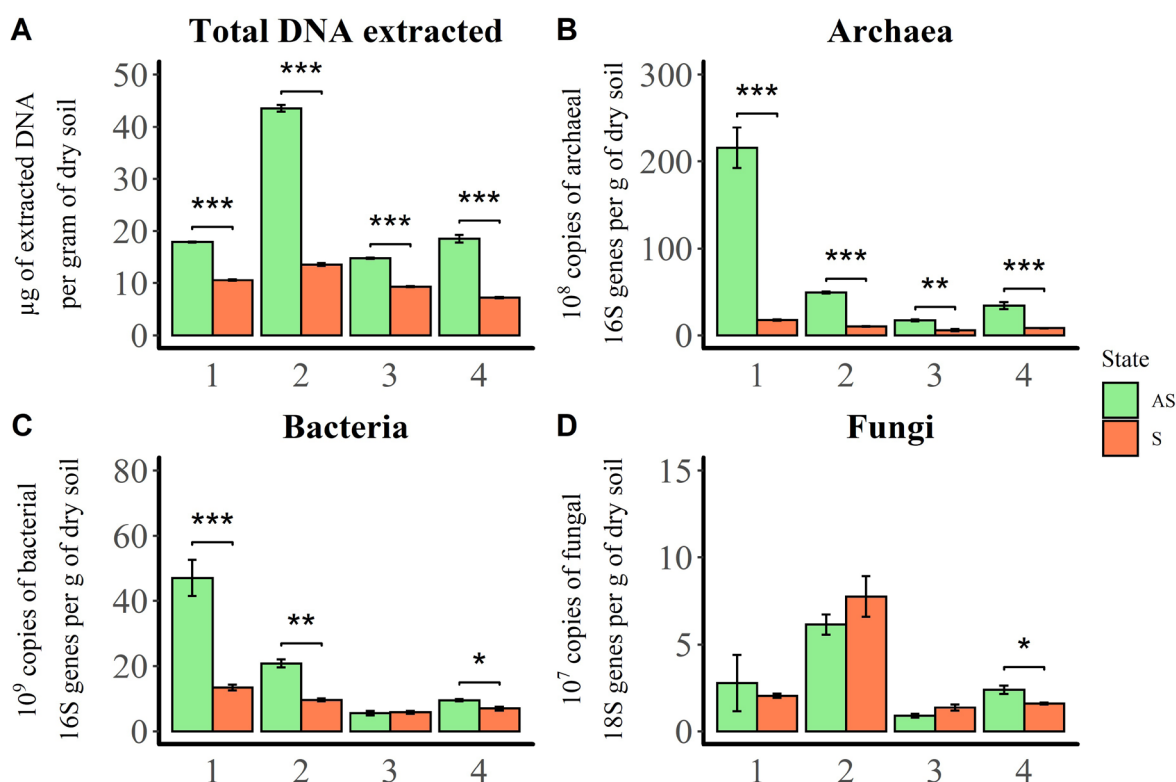 A Total DNA extracted
µg of extracted DNA
per gram of dry soil
50
40
30
20
10
0
***
***
***
***
1 2 3 4
B Archaea
10⁸ copies of archaeal
16S genes per g of dry soil
300
200
100
0
***
***
**
***
1 2 3 4
State
AS
S
C Bacteria
10⁹ copies of bacterial
16S genes per g of dry soil
80
60
40
20
0
***
**
*
1 2 3 4
D Fungi
10⁷ copies of fungal
18S genes per g of dry soil
15
10
5
0
*
1 2 3 4